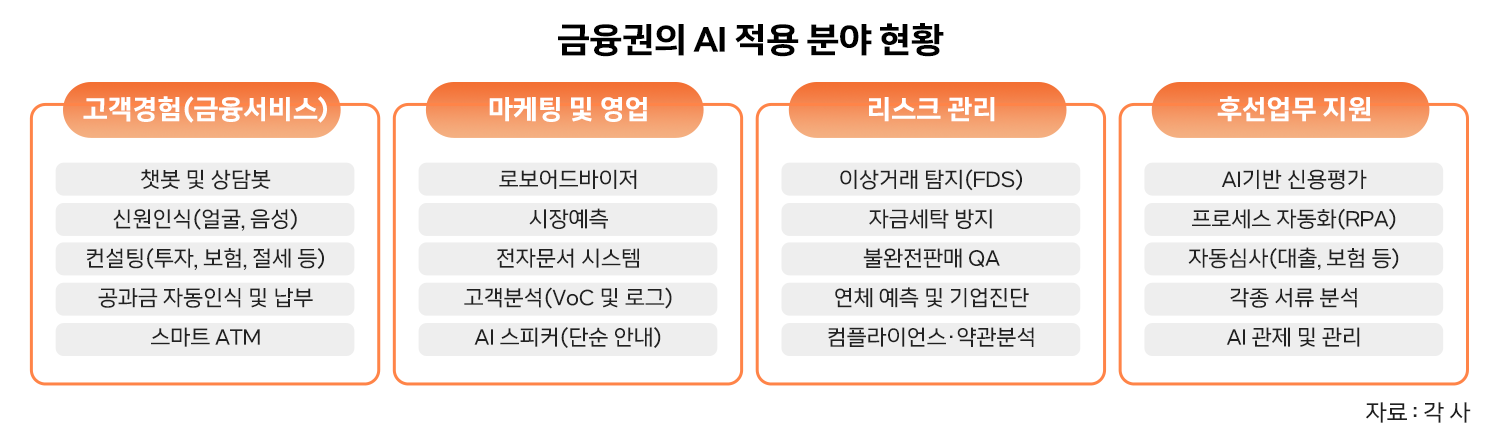 금융권의 AI 적용 분야 현황
고객경험(금융서비스)
챗봇 및 상담봇
신원인식(얼굴, 음성)
컨설팅(투자, 보험, 절세 등)
공과금 자동인식 및 납부
스마트 ATM
마케팅 및 영업
로보어드바이저
시장예측
전자문서 시스템
고객분석(VoC 및 로그)
AI 스피커(단순 안내)
리스크 관리
이상거래 탐지(FDS)
자금세탁 방지
불완전판매 QA
연체 예측 및 기업진단
컴플라이언스·약관분석
후선업무 지원
AI기반 신용평가
프로세스 자동화(RPA)
자동심사(대출, 보험 등)
각종 서류 분석
AI 관제 및 관리
자료 : 각 사